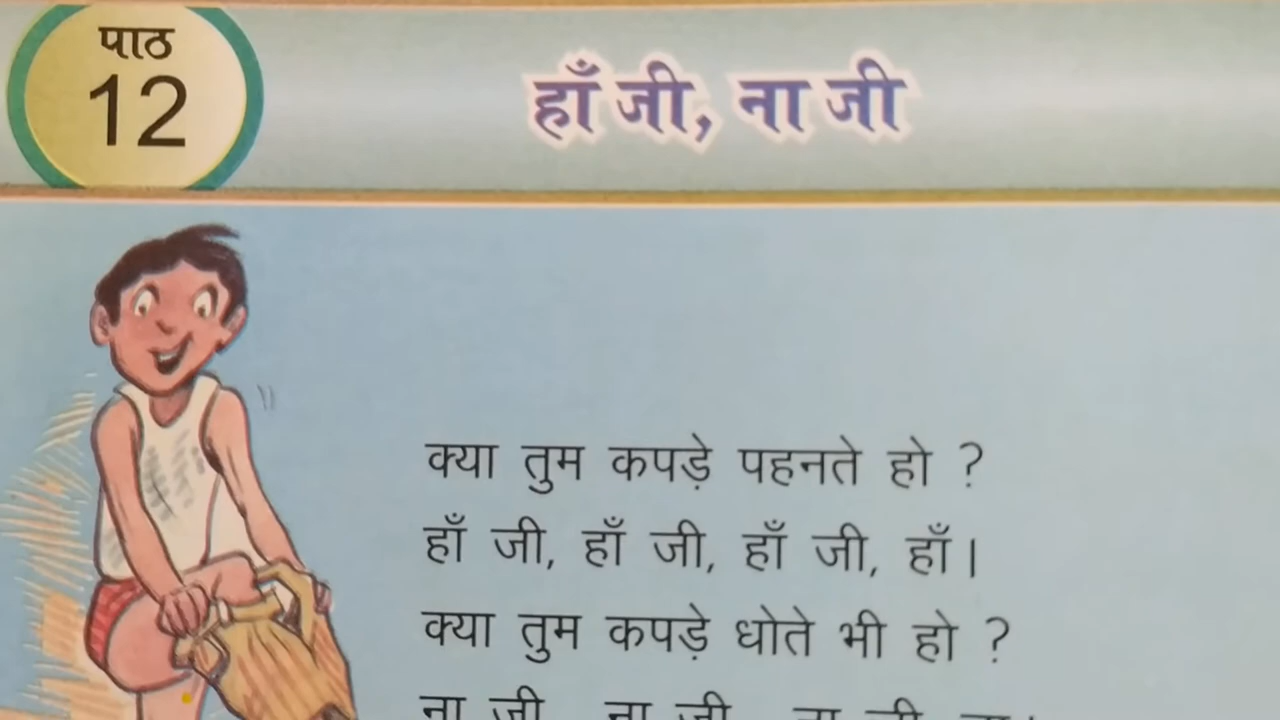 पाठ
12
हाँ जी, ना जी
क्या तुम कपड़े पहनते हो ?
हाँ जी, हाँ जी, हाँ जी, हाँ।
क्या तुम कपड़े धोते भी हो ?
ना जी, ना जी, ना जी, ना।